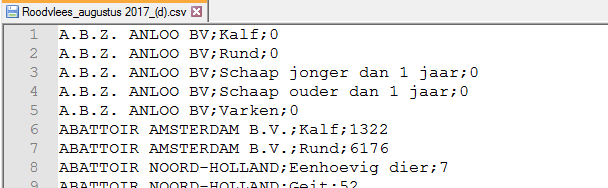 Roodvlees_augustus 2017_(d).csv
1 A.B.Z. ANLOO BV;Kalf;0
2 A.B.Z. ANLOO BV;Rund;0
3 A.B.Z. ANLOO BV;Schaap jonger dan 1 jaar;0
4 A.B.Z. ANLOO BV;Schaap ouder dan 1 jaar;0
5 A.B.Z. ANLOO BV;Varken;0
6 ABATTOIR AMSTERDAM B.V.;Kalf;1322
7 ABATTOIR AMSTERDAM B.V.;Rund;6176
8 ABATTOIR NOORD-HOLLAND;Eenhoevig dier;7
9 ABATTOIR NOORD-HOLLAND;Geit;52